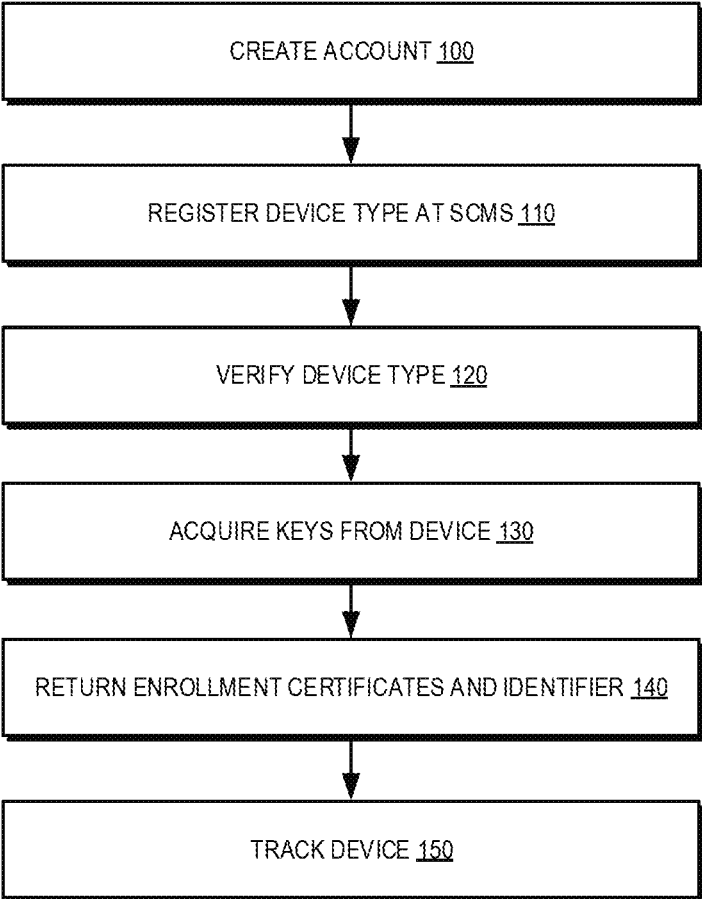 CREATE ACCOUNT 100
REGISTER DEVICE TYPE AT SCMS 110
VERIFY DEVICE TYPE 120
ACQUIRE KEYS FROM DEVICE 130
RETURN ENROLLMENT CERTIFICATES AND IDENTIFIER 140
TRACK DEVICE 150